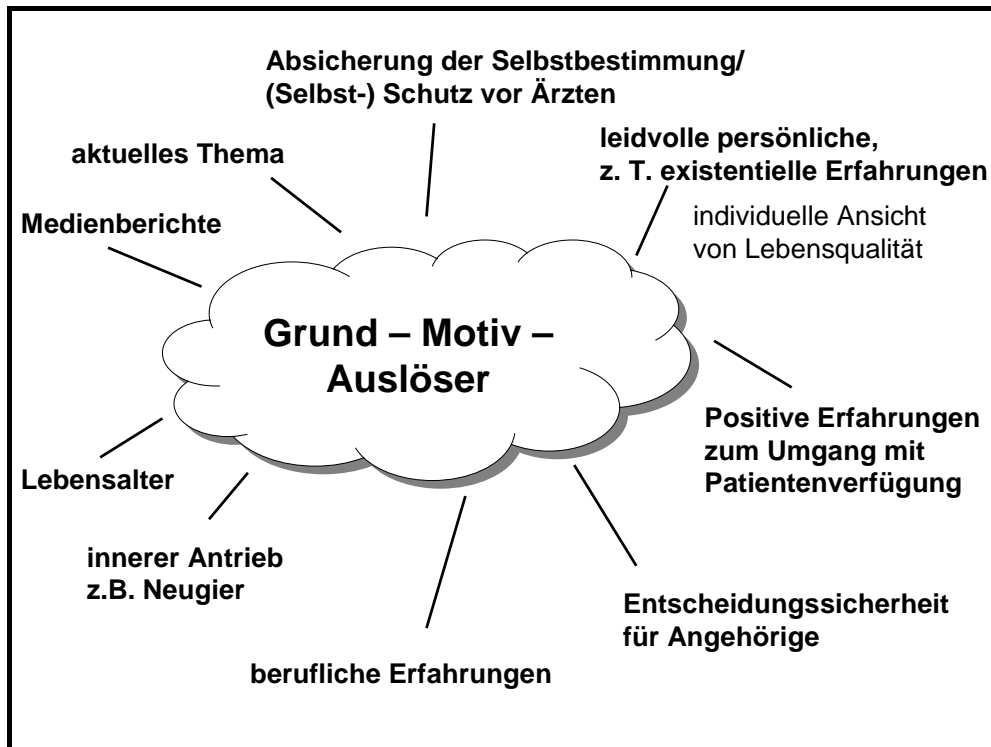 Absicherung der Selbstbestimmung/
(Selbst-) Schutz vor Ärzten
aktuelles Thema
leidvolle persönliche,
z. T. existentielle Erfahrungen
Medienberichte
individuelle Ansicht
von Lebensqualität
Grund – Motiv –
Auslöser
Positive Erfahrungen
zum Umgang mit
Patientenverfügung
Lebensalter
innerer Antrieb
z.B. Neugier
Entscheidungssicherheit
für Angehörige
berufliche Erfahrungen